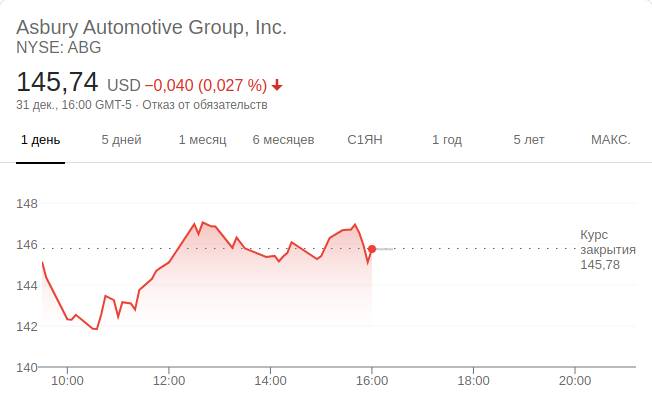 Asbury Automotive Group, Inc.
NYSE: ABG
145,74 USD −0,040 (0,027 %)
31 дек., 16:00 GMT-5 · Отказ от обязательств
1 день 5 дней 1 месяц 6 месяцев С1ЯН 1 год 5 лет МАКС.
148
146
144
142
140
Курс
закрытия
145,78
10:00 12:00 14:00 16:00 18:00 20:00